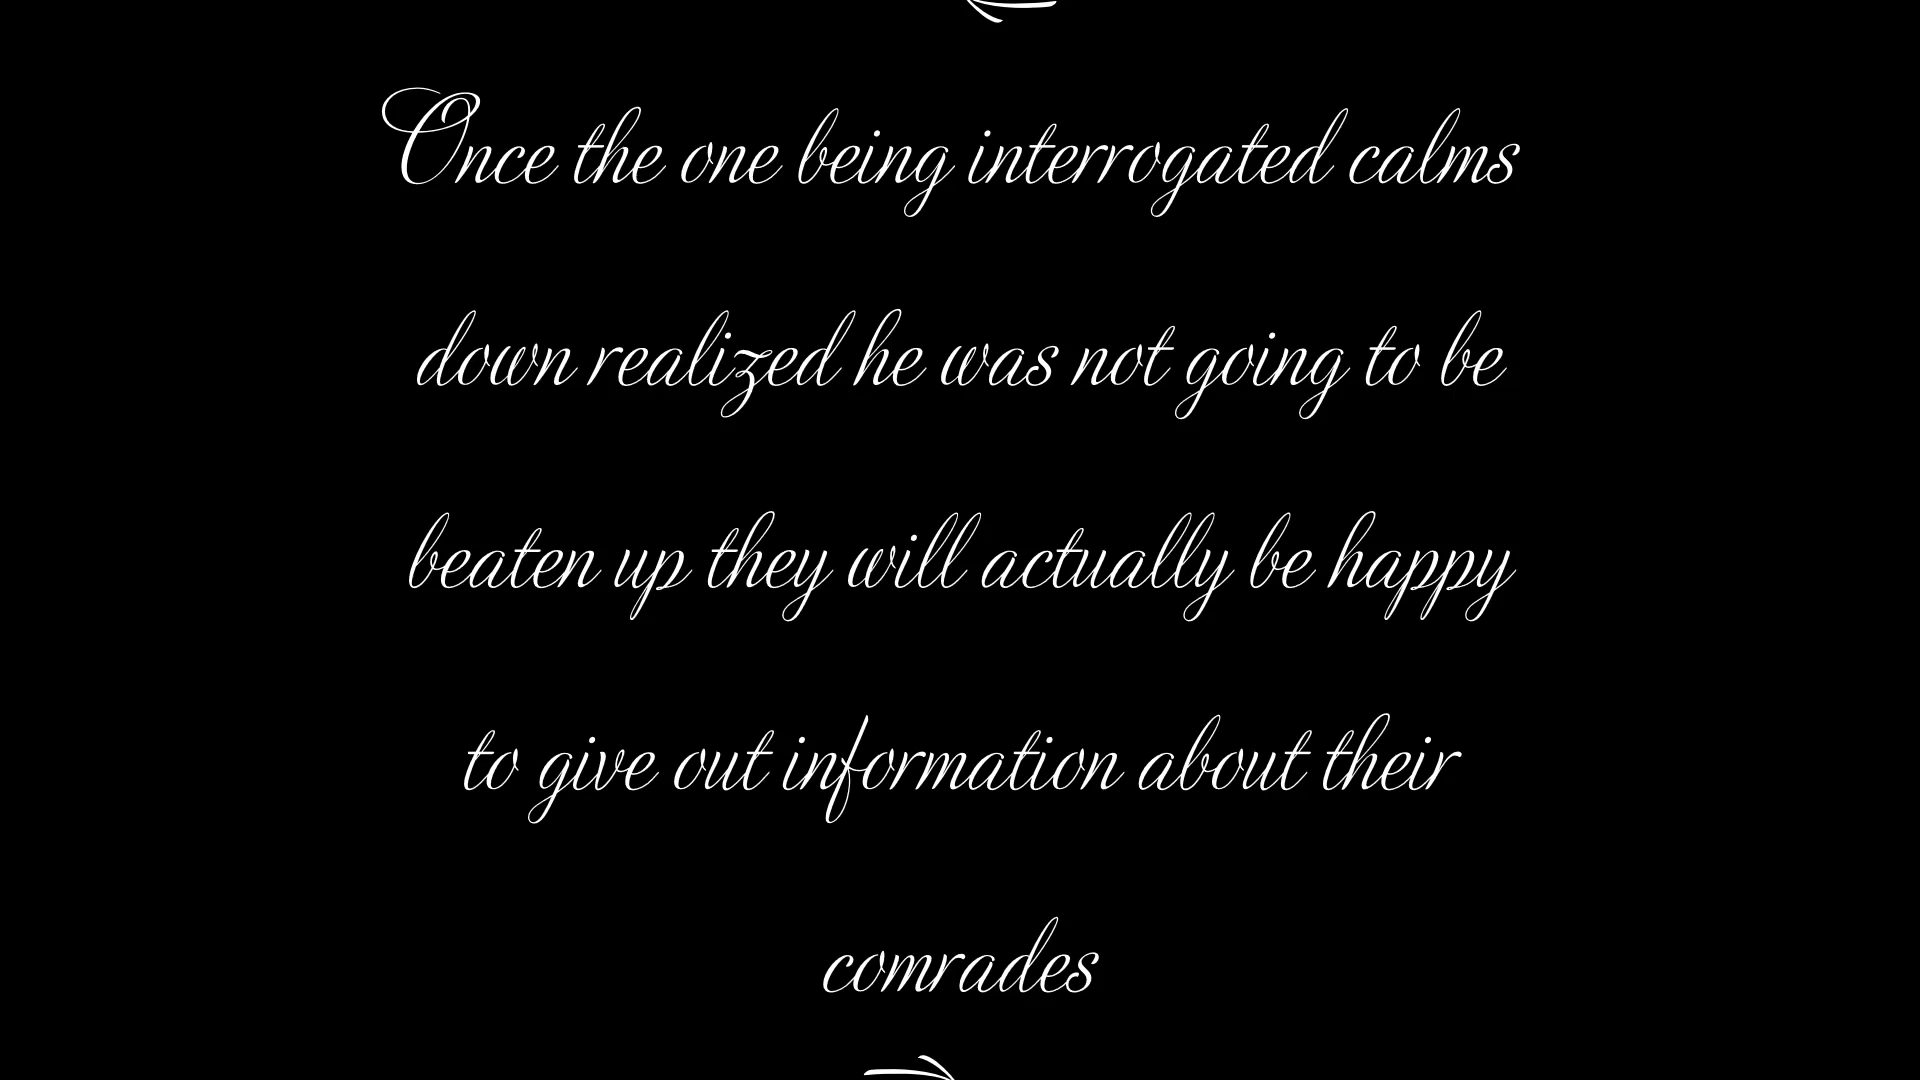 Once the one being interrogated calms
down realized he was not going to be
beaten up they will actually be happy
to give out information about their
comrades